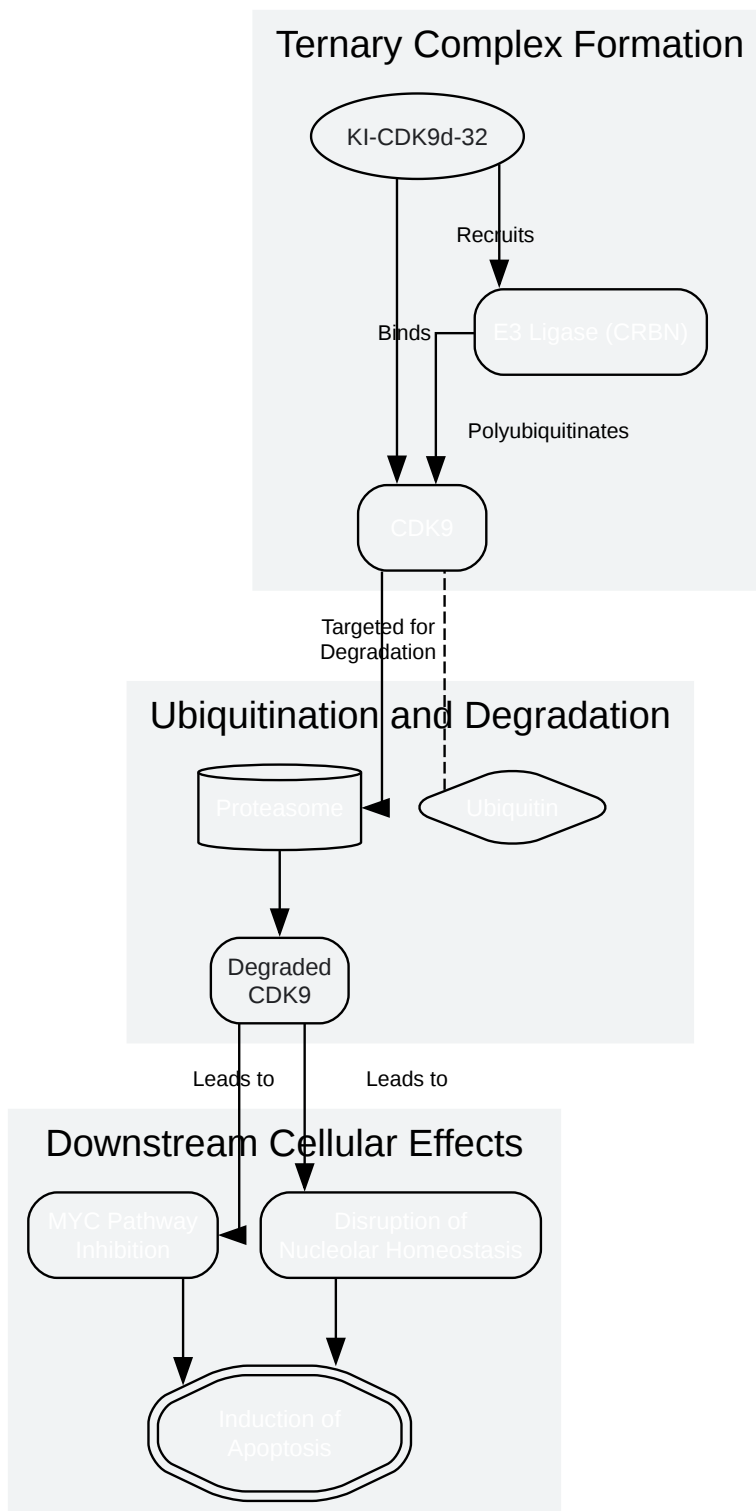 Ternary Complex Formation
KI-CDK9d-32
Recruits
E3 Ligase (CRBN)
Binds
Polyubiquitinates
CDK9
Targeted for
Degradation
Ubiquitination and Degradation
Proteasome
Ubiquitin
Degraded
CDK9
Leads to
Leads to
Downstream Cellular Effects
MYC Pathway
Inhibition
Disruption of
Nucleolar Homeostasis
Induction of
Apoptosis